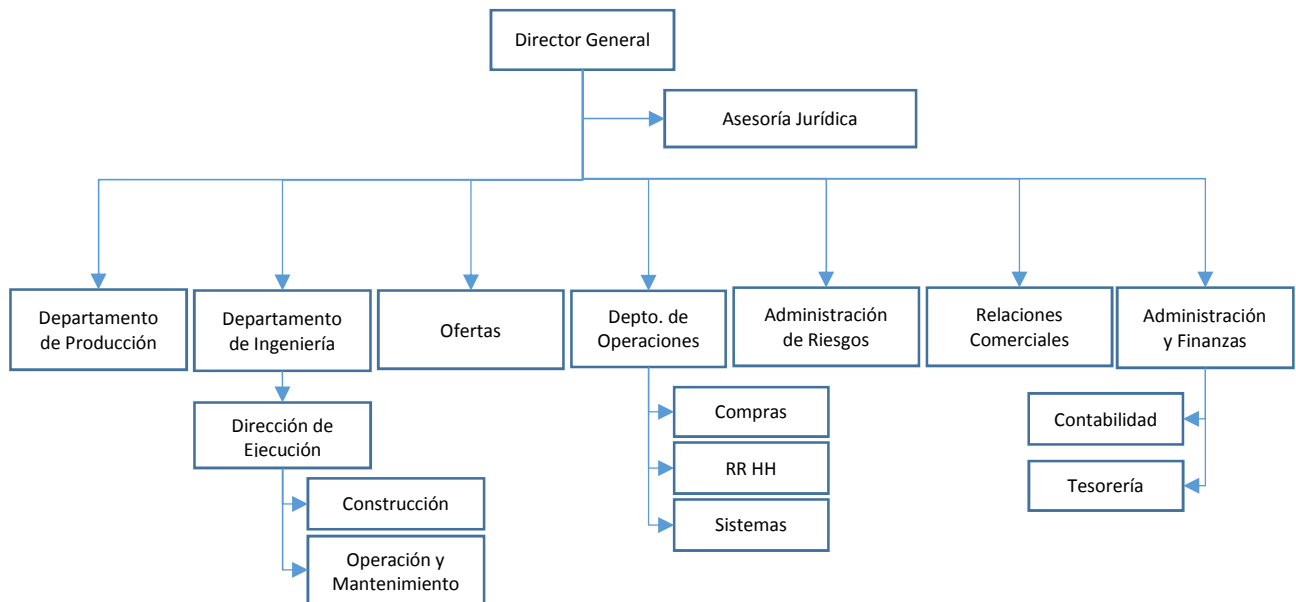 Director General
Asesoría Jurídica
Departamento
de Producción
Departamento
de Ingeniería
Ofertas
Depto. de
Operaciones
Administración
de Riesgos
Relaciones
Comerciales
Administración
y Finanzas
Dirección de
Ejecución
Construcción
Operación y
Mantenimiento
Compras
RR HH
Sistemas
Contabilidad
Tesorería